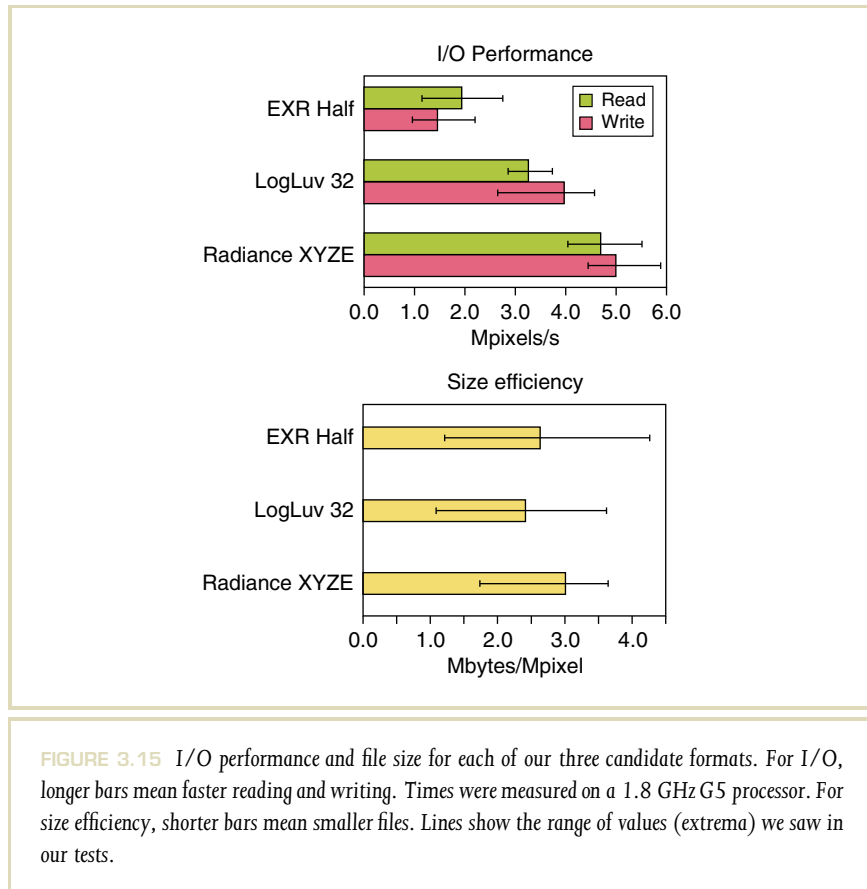 I/O Performance
EXR Half
Read
Write
LogLuv 32
Radiance XYZE
0.0 1.0 2.0 3.0 4.0 5.0 6.0
Mpixels/s
Size efficiency
EXR Half
LogLuv 32
Radiance XYZE
0.0 1.0 2.0 3.0 4.0
Mbytes/Mpixel
FIGURE 3.15 I/O performance and file size for each of our three candidate formats. For I/O,
longer bars mean faster reading and writing. Times were measured on a 1.8 GHz G5 processor. For
size efficiency, shorter bars mean smaller files. Lines show the range of values (extrema) we saw in
our tests.